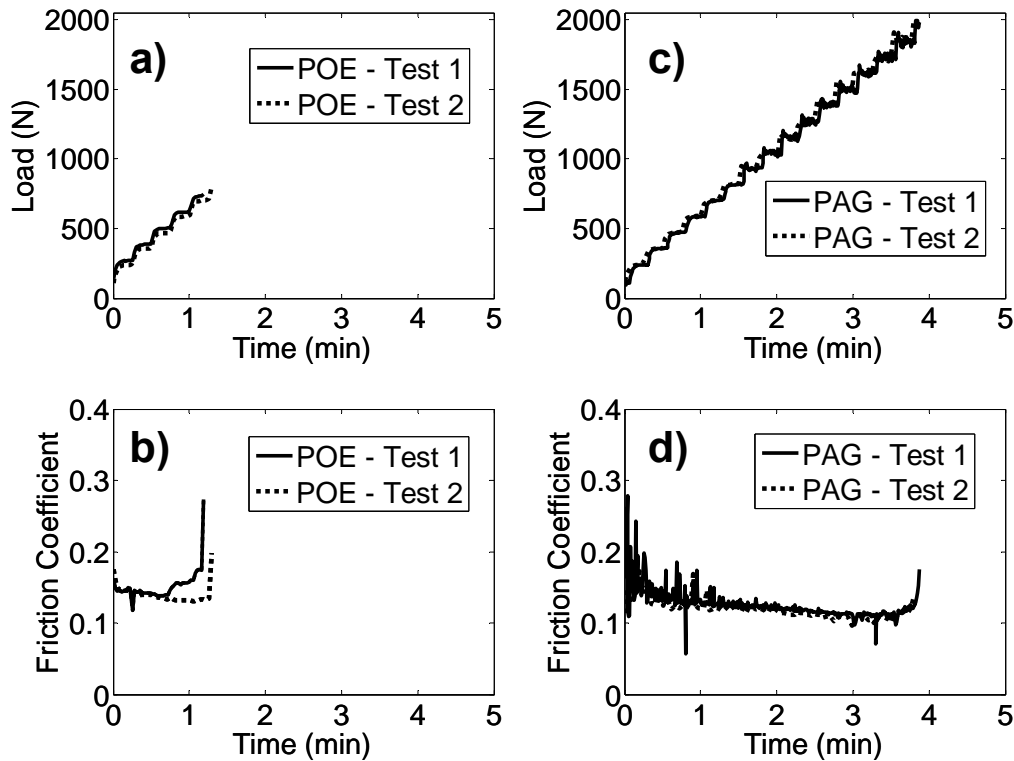 a)
Load (N)
2000
1500
1000
500
0
POE - Test 1
POE - Test 2
0 1 2 3 4 5
Time (min)
c)
Load (N)
2000
1500
1000
500
0
PAG - Test 1
PAG - Test 2
0 1 2 3 4 5
Time (min)
b)
Friction Coefficient
0.4
0.3
0.2
0.1
0
POE - Test 1
POE - Test 2
0 1 2 3 4 5
Time (min)
d)
Friction Coefficient
0.4
0.3
0.2
0.1
0
PAG - Test 1
PAG - Test 2
0 1 2 3 4 5
Time (min)